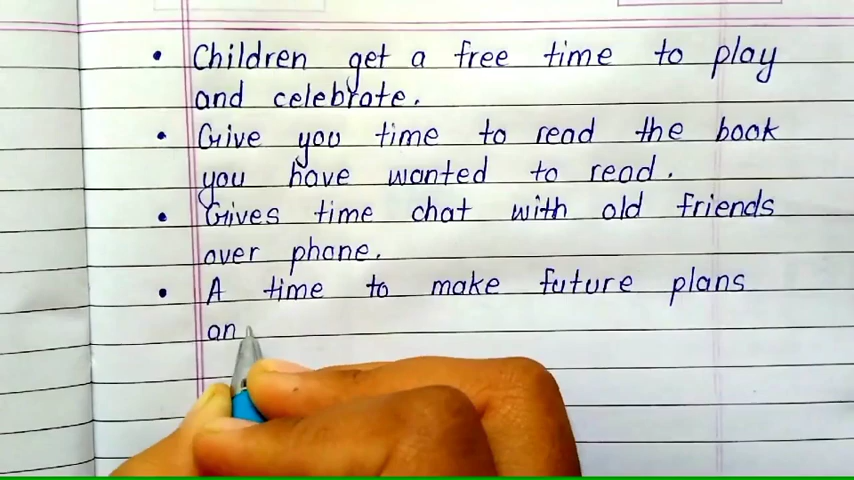 • Children get a free time to play
and celebrate.
• Give you time to read the book
you have wanted to read.
• Gives time chat with old friends
over phone.
• A time to make future plans
an